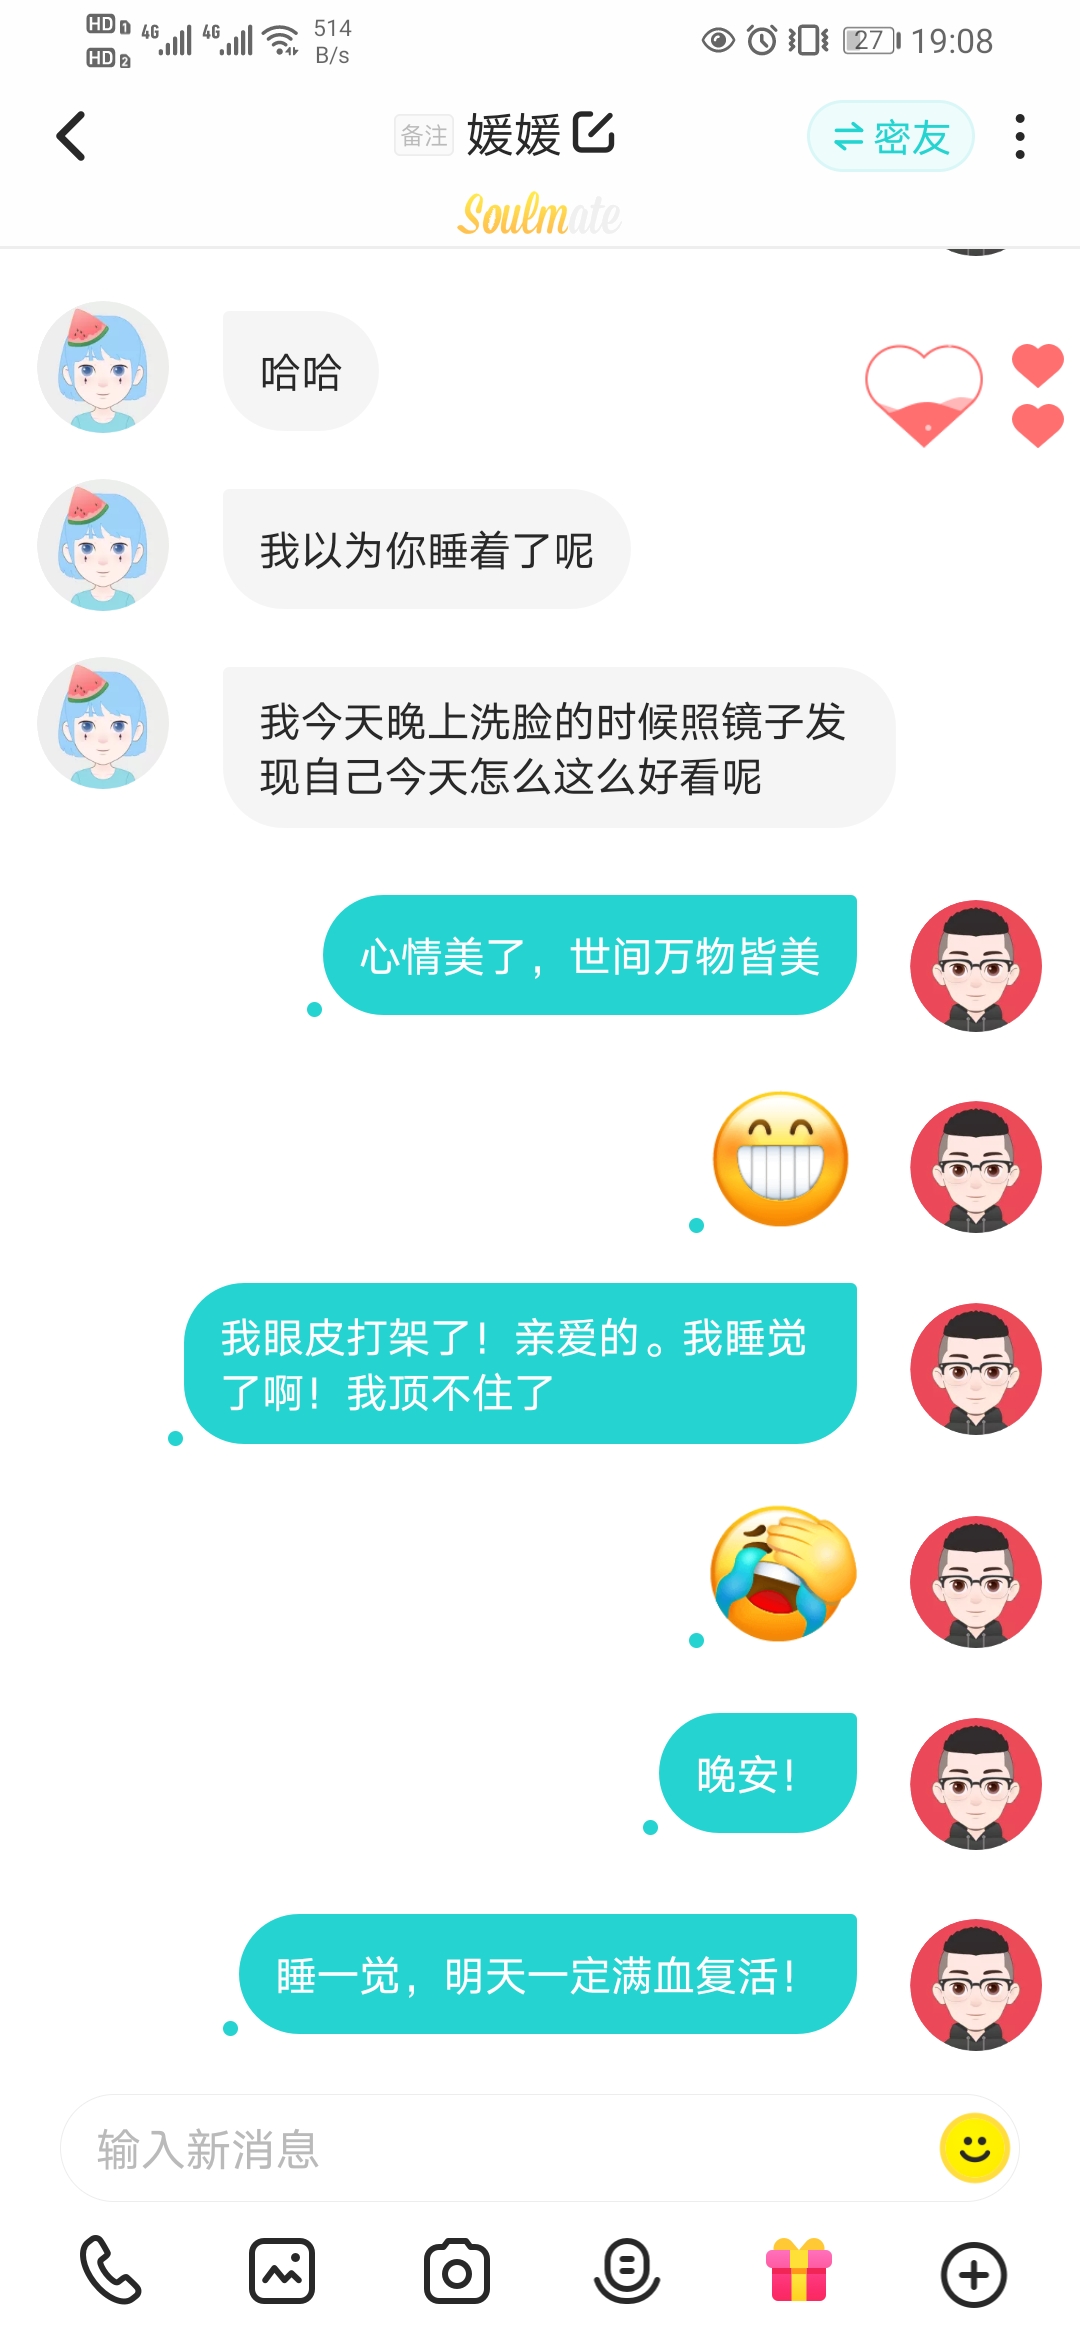 HD 1 4G 4G 514
HD 2 B/s
27 19:08
备注 媛媛 密友
Soulmate
哈哈
我以为你睡着了呢
我今天晚上洗脸的时候照镜子发
现自己今天怎么这么好看呢
心情美了，世间万物皆美
我眼皮打架了！亲爱的。我睡觉
了啊！我顶不住了
晚安！
睡一觉，明天一定满血复活！
输入新消息